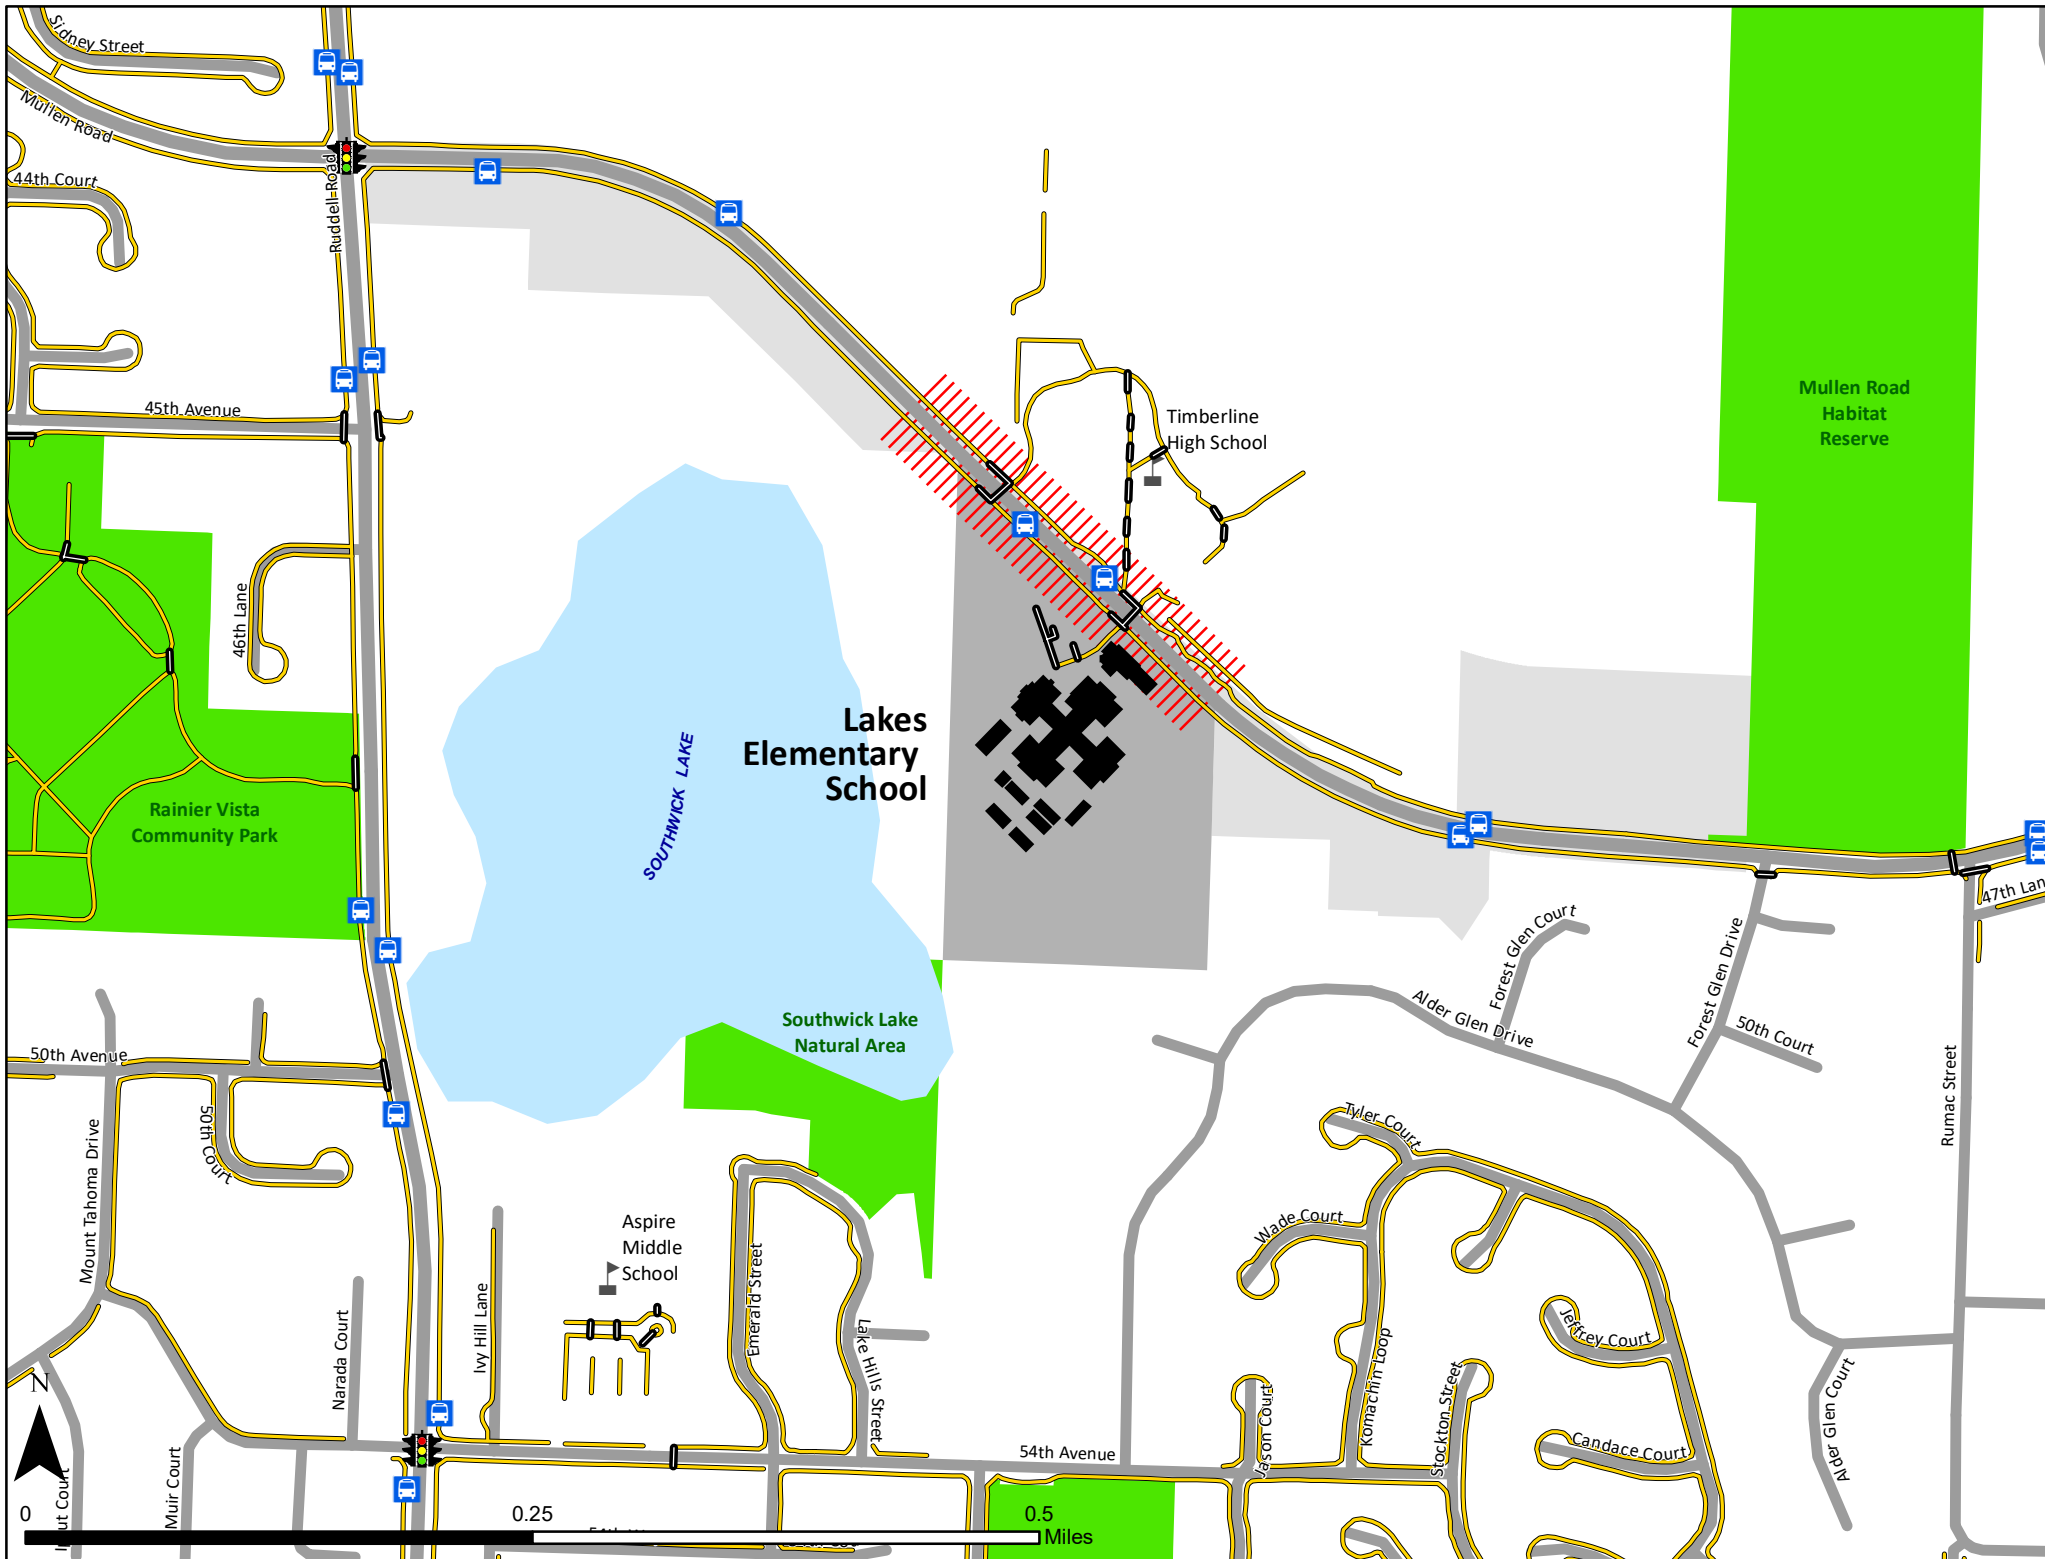 Sidney Street
Mullen Road
Ruddell Road
44th Court
45th Avenue
Timberline
High School
Mullen Road
Habitat
Reserve
46th Lane
Lakes
Elementary
School
SOUTHWICK LAKE
Rainier Vista
Community Park
47th Lan
Forest Glen Court
Forest Glen Drive
Alder Glen Drive
50th Court
Southwick Lake
Natural Area
50th Avenue
50th Court
Mount Tahoma Drive
Rumac Street
Tyler Court
Wade Court
Aspire
Middle
School
Emerald Street
Ivy Hill Lane
Narada Court
Lake Hills Street
Jeffrey Court
Komachin Loop
Stockton Street
Jason Court
Candace Court
Alder Glen Court
54th Avenue
Muir Court
ut Court
N
0 0.25 0.5
Miles